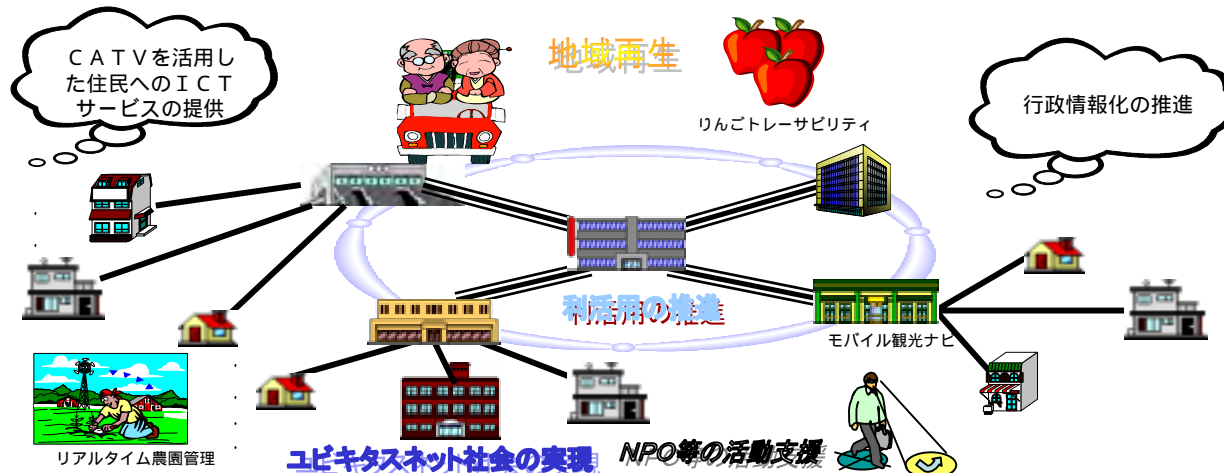 ＣＡＴＶを活用し
た住民へのＩＣＴ
サービスの提供
地域再生
りんごトレーサビリティ
行政情報化の推進
利活用の推進
モバイル観光ナビ
リアルタイム農園管理
ユビキタスネット社会の実現
NPO等の活動支援